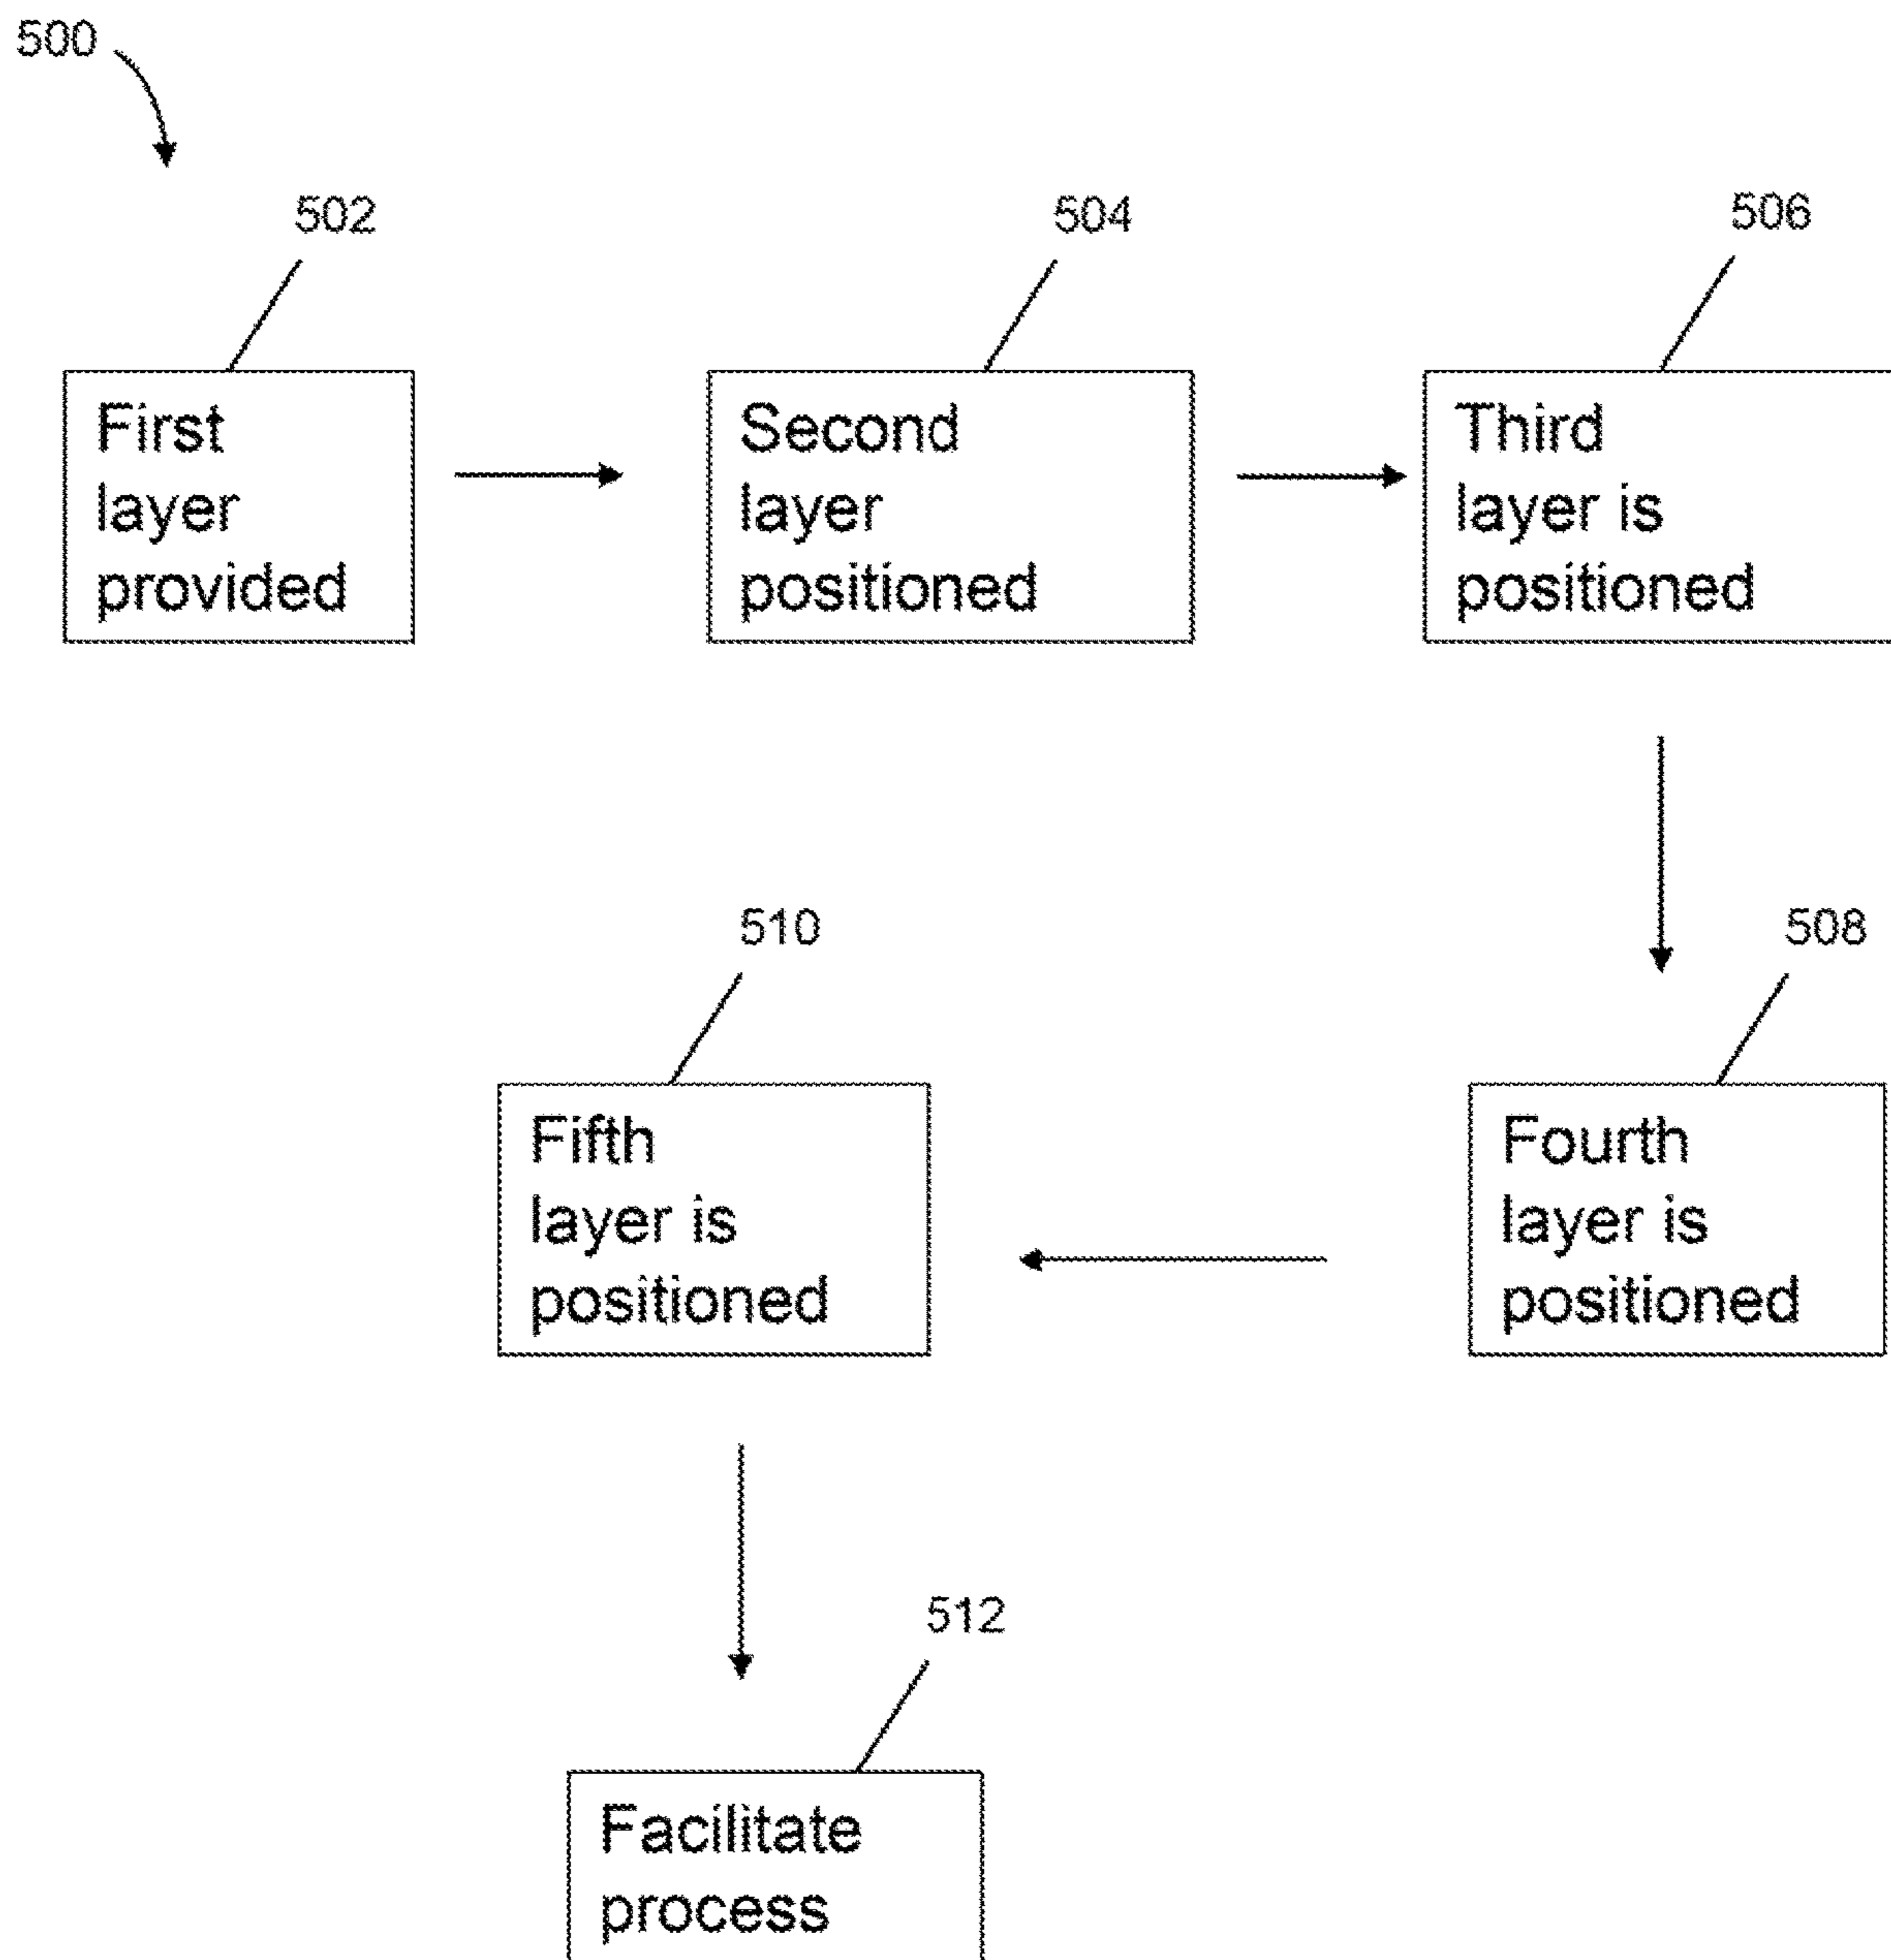 500
502
504
506
First
layer
provided
Second
layer
positioned
Third
layer is
positioned
510
508
Fifth
layer is
positioned
Fourth
layer is
positioned
512
Facilitate
process